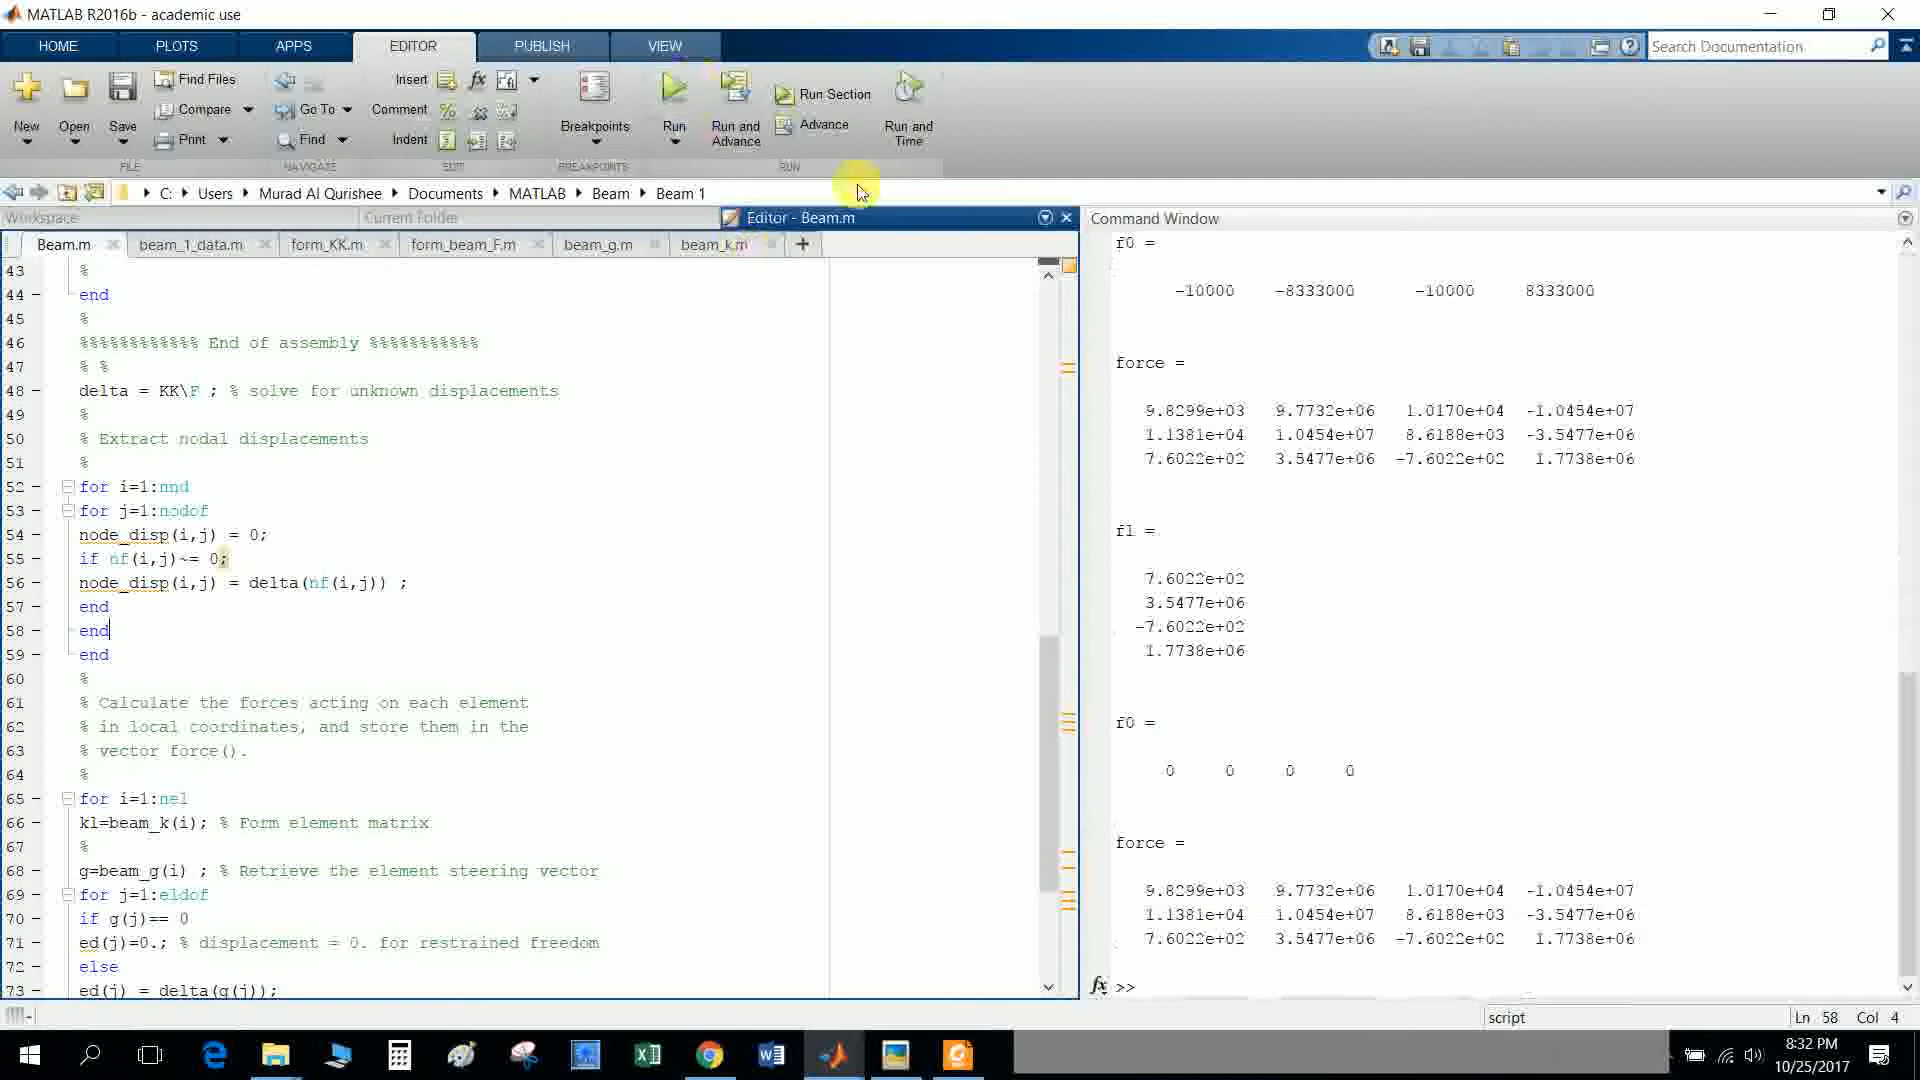 MATLAB R2016b - academic use
HOME PLOTS APPS EDITOR PUBLISH VIEW
Search Documentation
Find Files Insert fx
Compare Go To Comment Run Section
New Open Save Print Find Indent Breakpoints Run Run and Advance Advance Run and Time
FILE NAVIGATE EDIT BREAKPOINTS RUN
C: Users Murad Al Qurishee Documents MATLAB Beam Beam 1
Workspace Current Folder Editor - Beam.m Command Window
Beam.m beam_1_data.m form_KK.m form_beam_F.m beam_g.m beam_k.m +
43 %
44 – end
45 %
46 %%%%%%%%%%%% End of assembly %%%%%%%%%%%
47 % %
48 – delta = KK\F ; % solve for unknown displacements
49 %
50 % Extract nodal displacements
51 %
52 – for i=1:nnd
53 – for j=1:nodof
54 – node_disp(i,j) = 0;
55 – if nf(i,j)~= 0;
56 – node_disp(i,j) = delta(nf(i,j)) ;
57 – end
58 – end
59 – end
60 %
61 % Calculate the forces acting on each element
62 % in local coordinates, and store them in the
63 % vector force().
64 %
65 – for i=1:nel
66 – kl=beam_k(i); % Form element matrix
67 %
68 – g=beam_g(i) ; % Retrieve the element steering vector
69 – for j=1:eldof
70 – if g(j)== 0
71 – ed(j)=0.; % displacement = 0. for restrained freedom
72 – else
73 – ed(j) = delta(g(j));
f0 =
-10000 -8333000 -10000 8333000
force =
9.8299e+03 9.7732e+06 1.0170e+04 -1.0454e+07
1.1381e+04 1.0454e+07 8.6188e+03 -3.5477e+06
7.6022e+02 3.5477e+06 -7.6022e+02 1.7738e+06
fl =
7.6022e+02
3.5477e+06
-7.6022e+02
1.7738e+06
f0 =
0 0 0 0
force =
9.8299e+03 9.7732e+06 1.0170e+04 -1.0454e+07
1.1381e+04 1.0454e+07 8.6188e+03 -3.5477e+06
7.6022e+02 3.5477e+06 -7.6022e+02 1.7738e+06
fx >>
script Ln 58 Col 4
8:32 PM
10/25/2017